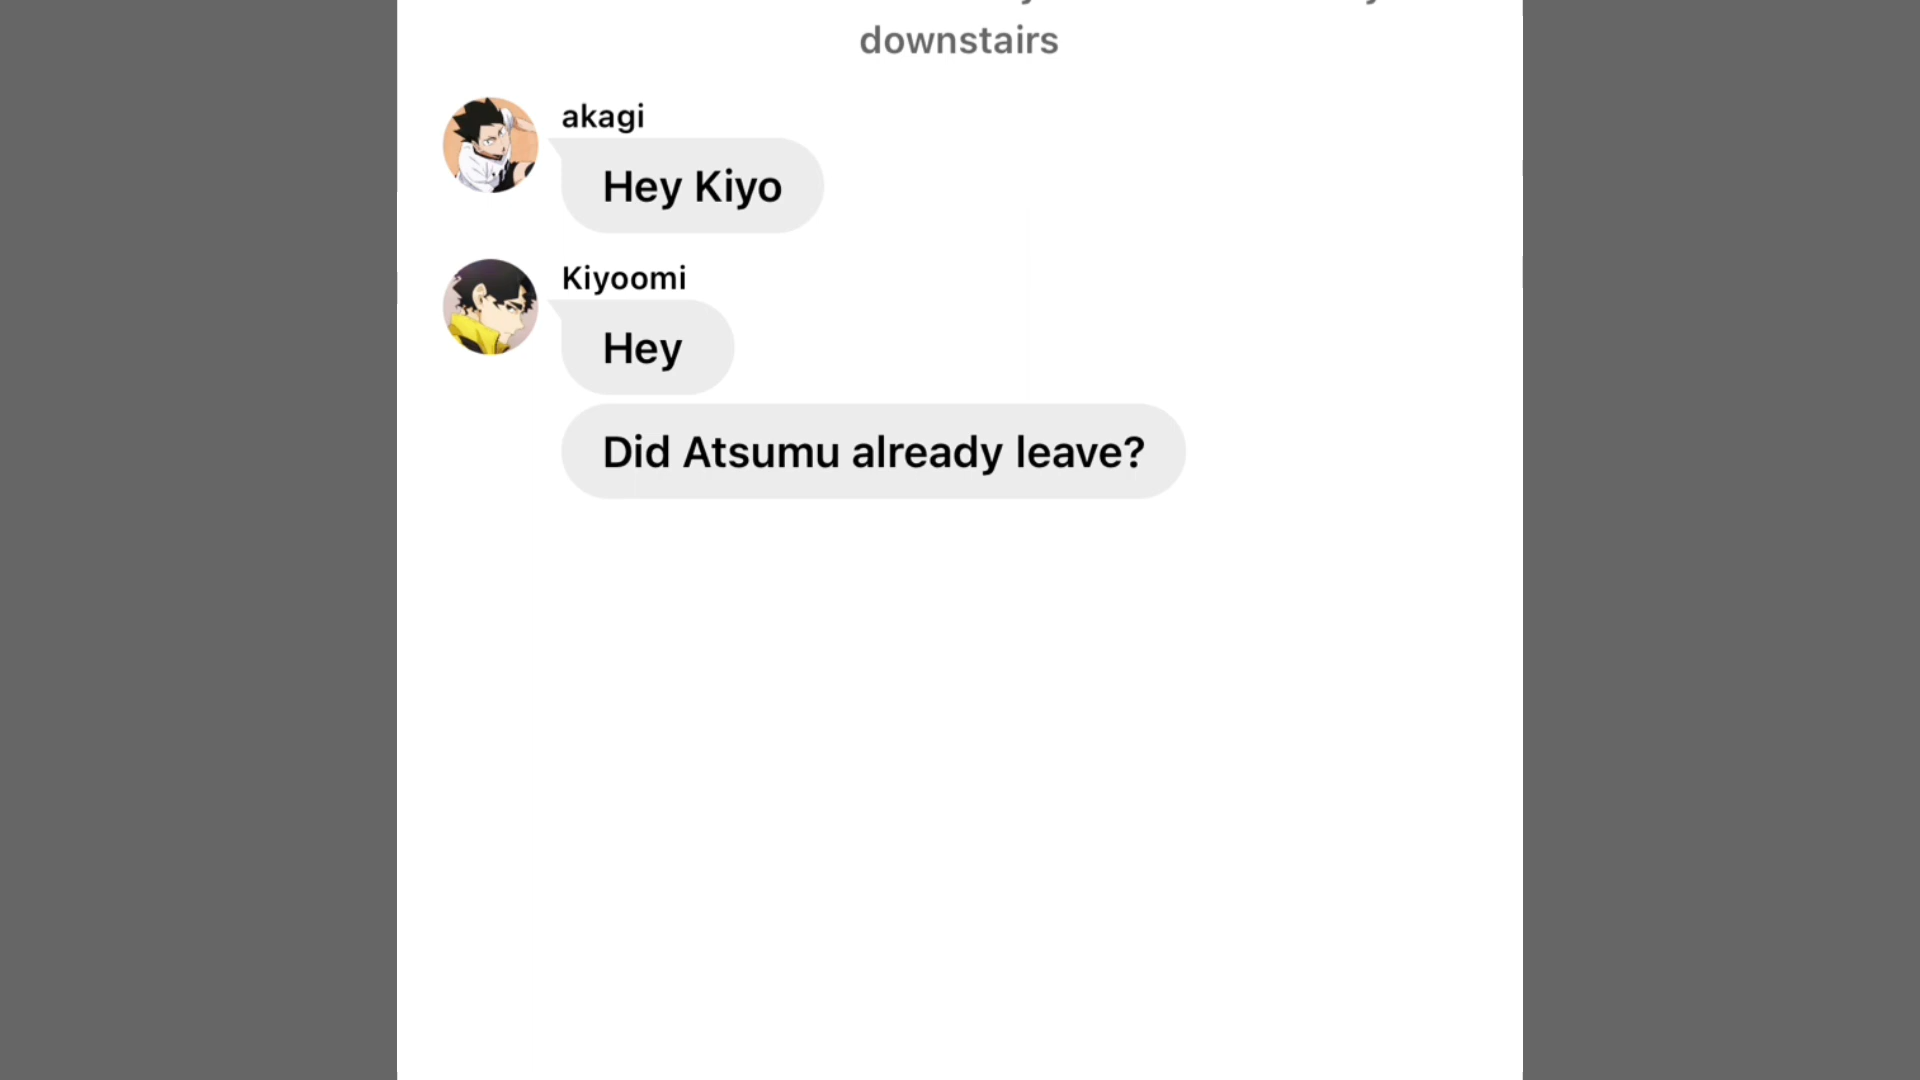 downstairs
akagi
Hey Kiyo
Kiyoomi
Hey
Did Atsumu already leave?